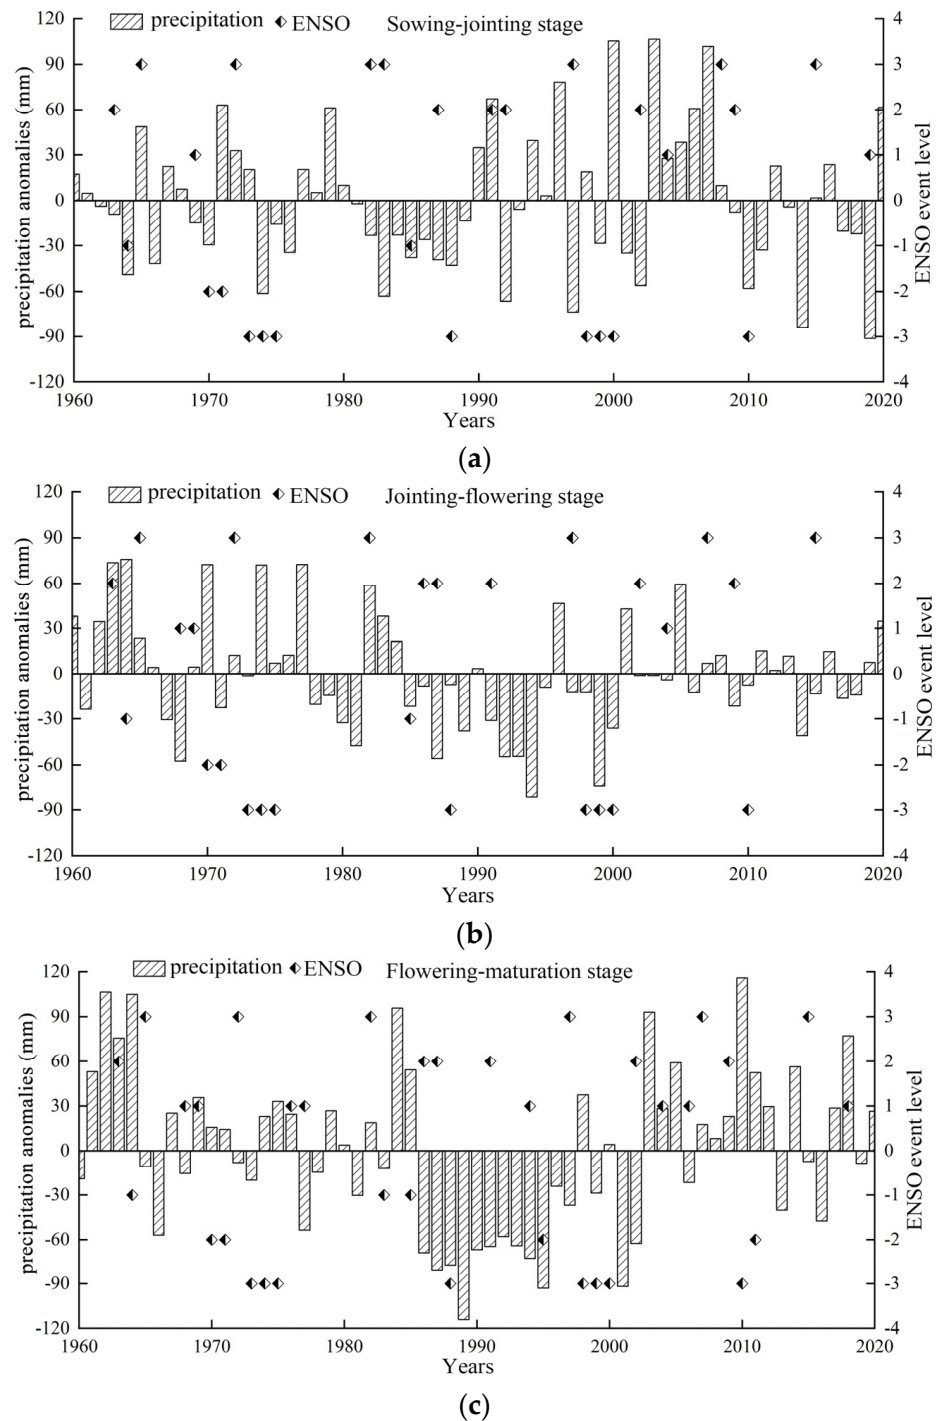 precipitation ENSO Sowing-jointing stage
120 4
90 3
60 2
30 1
0 0
-30 -1
-60 -2
-90 -3
-120 -4
precipitation anomalies (mm)
ENSO event level
1960 1970 1980 1990 2000 2010 2020
Years
(a)
precipitation ENSO Jointing-flowering stage
120 4
90 3
60 2
30 1
0 0
-30 -1
-60 -2
-90 -3
-120 -4
precipitation anomalies (mm)
ENSO event level
1960 1970 1980 1990 2000 2010 2020
Years
(b)
precipitation ENSO Flowering-maturation stage
120 4
90 3
60 2
30 1
0 0
-30 -1
-60 -2
-90 -3
-120 -4
precipitation anomalies (mm)
ENSO event level
1960 1970 1980 1990 2000 2010 2020
Years
(c)